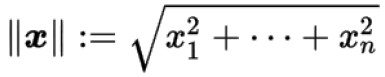 ‖𝒙‖ := √(x₁² + ⋯ + xₙ²)